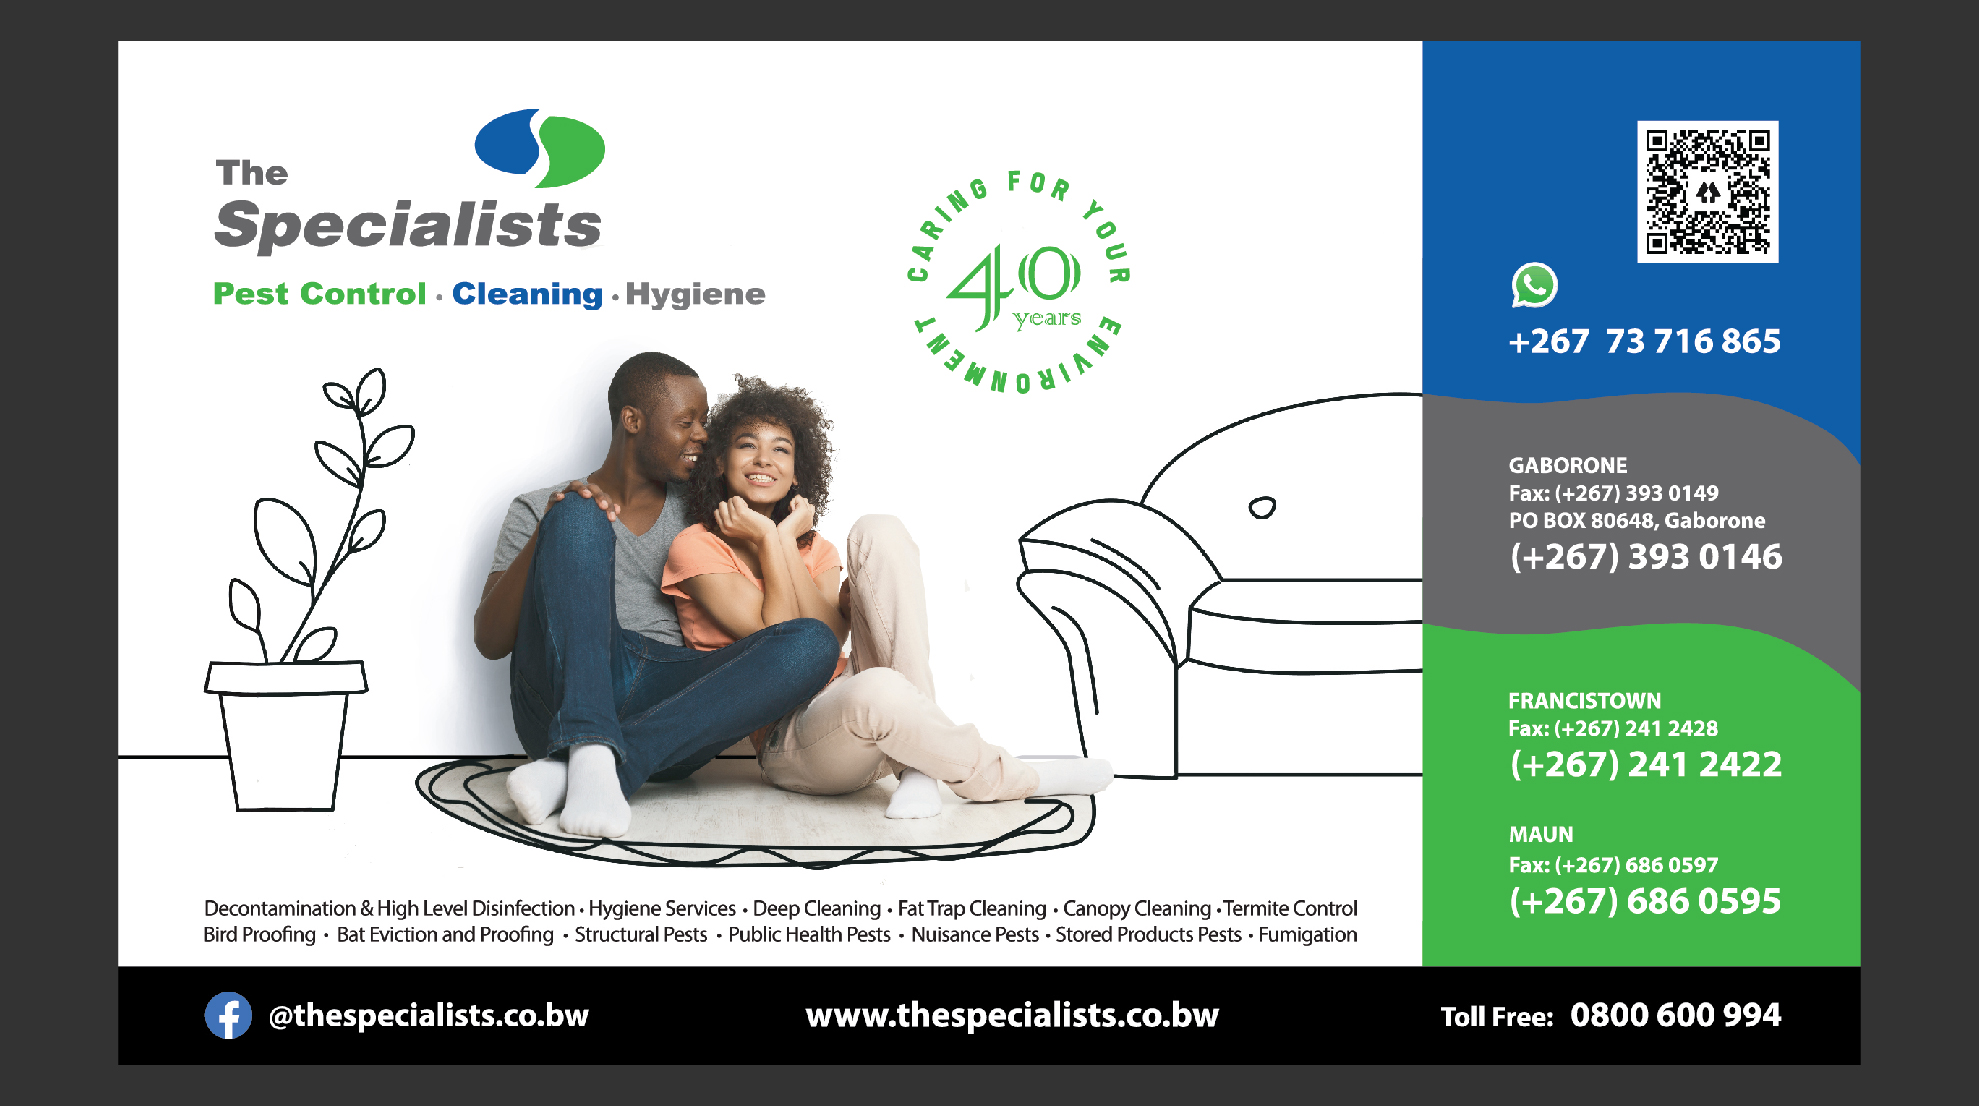 The
Specialists
Pest Control · Cleaning · Hygiene
CARING FOR YOUR ENVIRONMENT
40
years
+267 73 716 865
GABORONE
Fax: (+267) 393 0149
PO BOX 80648, Gaborone
(+267) 393 0146
FRANCISTOWN
Fax: (+267) 241 2428
(+267) 241 2422
MAUN
Fax: (+267) 686 0597
(+267) 686 0595
Decontamination & High Level Disinfection · Hygiene Services · Deep Cleaning · Fat Trap Cleaning · Canopy Cleaning · Termite Control
Bird Proofing · Bat Eviction and Proofing · Structural Pests · Public Health Pests · Nuisance Pests · Stored Products Pests · Fumigation
@thespecialists.co.bw
www.thespecialists.co.bw
Toll Free: 0800 600 994